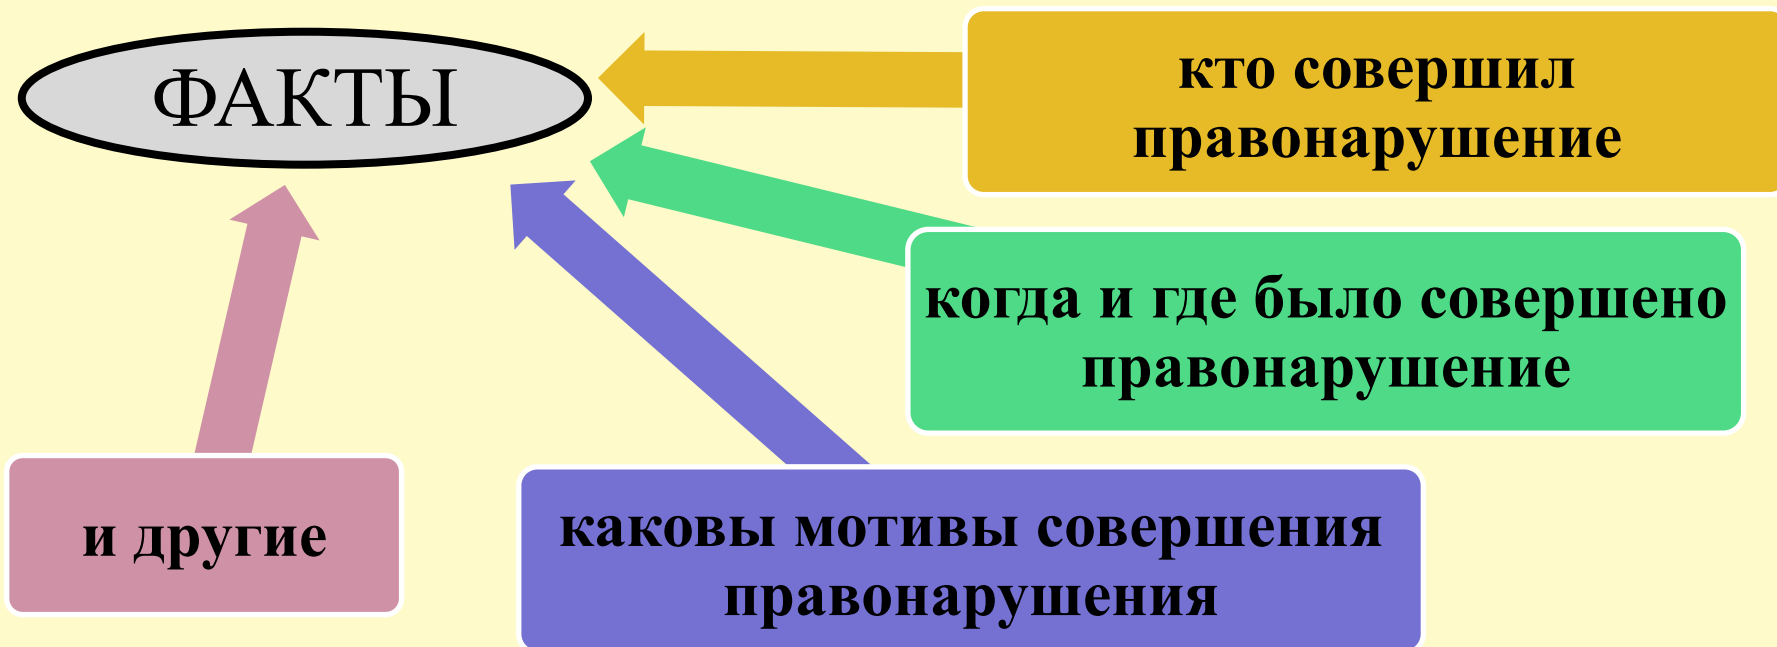 ФАКТЫ
кто совершил
правонарушение
когда и где было совершено
правонарушение
каковы мотивы совершения
правонарушения
и другие